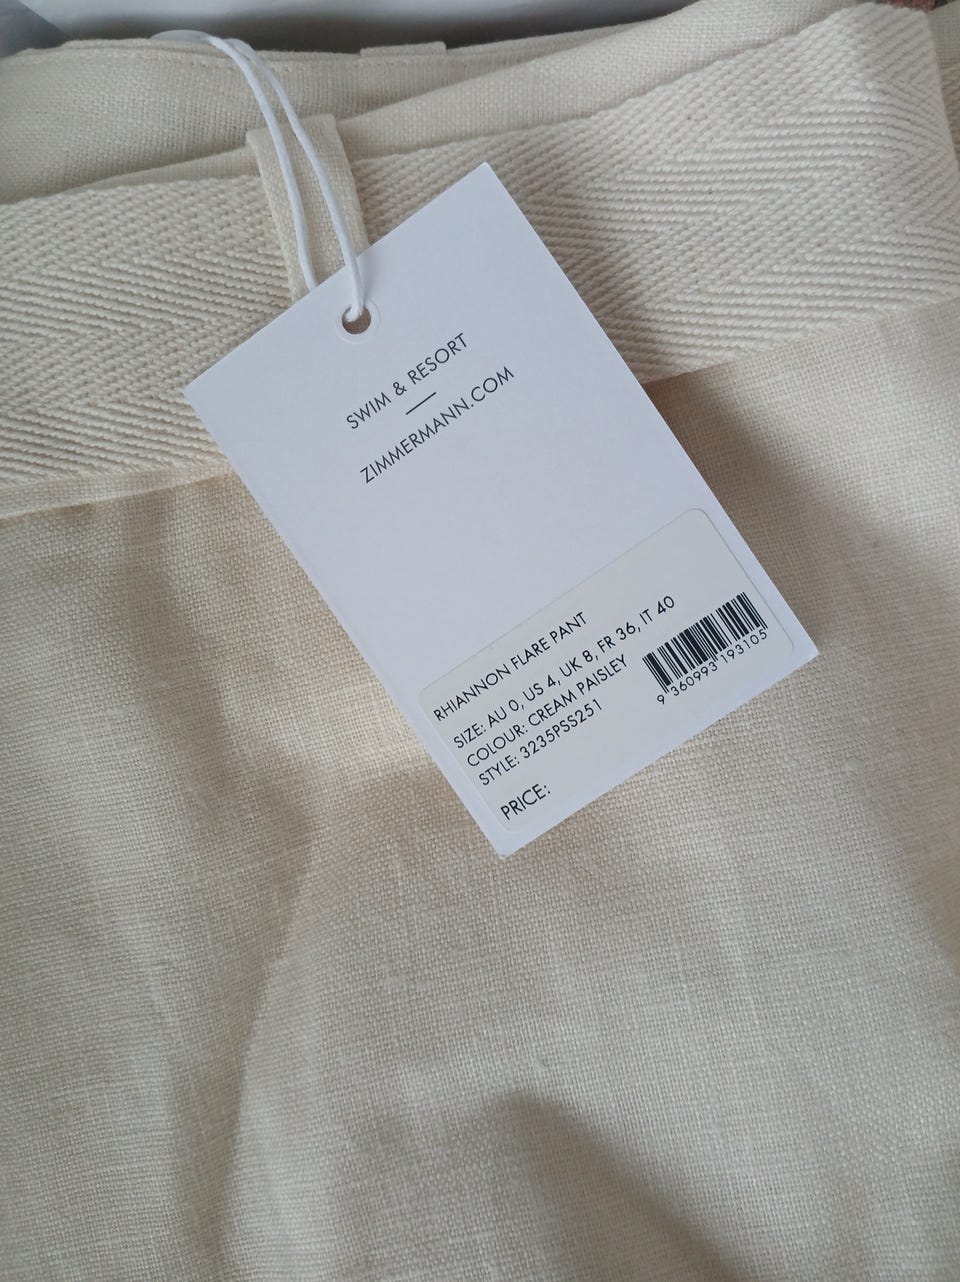 SWIM & RESORT
ZIMMERMANN.COM
RHIANNON FLARE PANT
SIZE: AU 0, US 4, UK 8, FR 36, IT 40
COLOUR: CREAM PAISLEY
STYLE: 3235PSS251
9 360993 193105
PRICE: